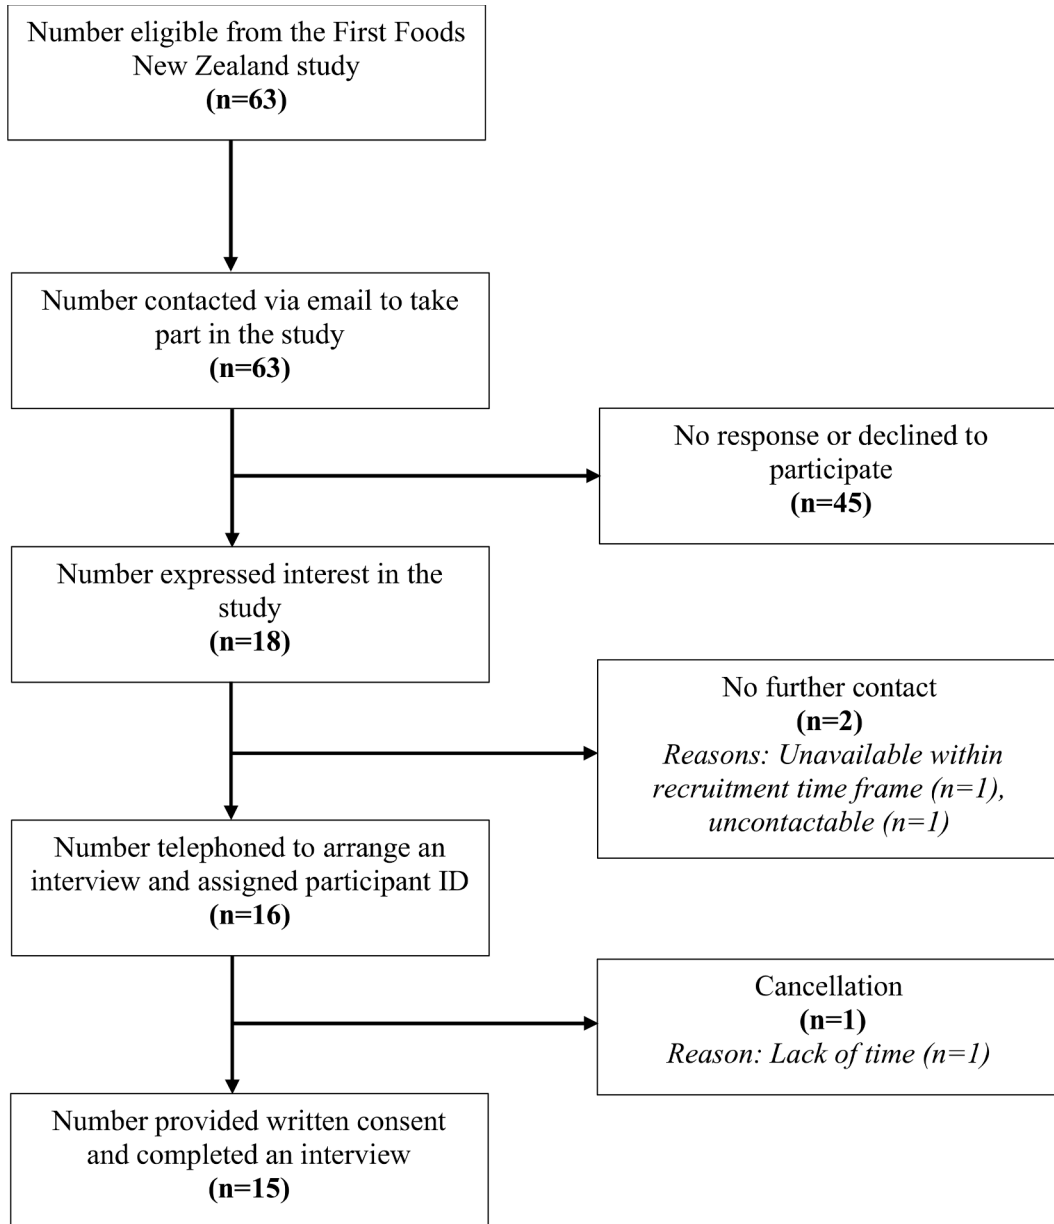 Number eligible from the First Foods
New Zealand study
(n=63)
Number contacted via email to take
part in the study
(n=63)
No response or declined to
participate
(n=45)
Number expressed interest in the
study
(n=18)
No further contact
(n=2)
Reasons: Unavailable within
recruitment time frame (n=1),
uncontactable (n=1)
Number telephoned to arrange an
interview and assigned participant ID
(n=16)
Cancellation
(n=1)
Reason: Lack of time (n=1)
Number provided written consent
and completed an interview
(n=15)